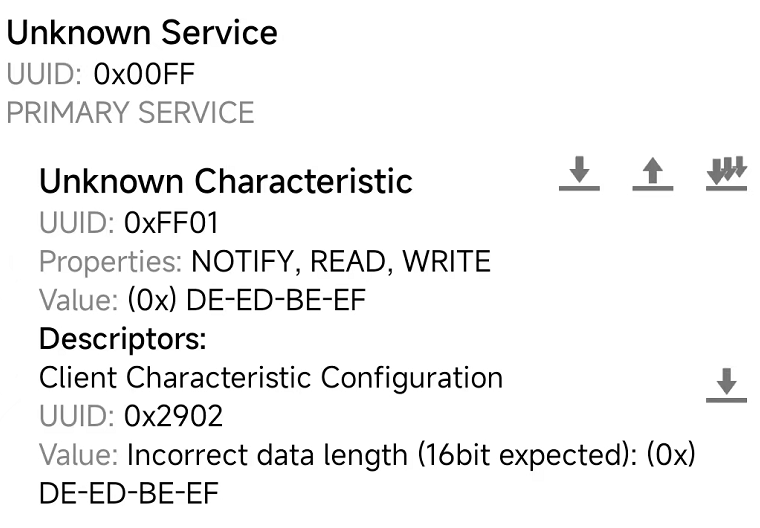 Unknown Service
UUID: 0x00FF
PRIMARY SERVICE
Unknown Characteristic
UUID: 0xFF01
Properties: NOTIFY, READ, WRITE
Value: (0x) DE-ED-BE-EF
Descriptors:
Client Characteristic Configuration
UUID: 0x2902
Value: Incorrect data length (16bit expected): (0x)
DE-ED-BE-EF